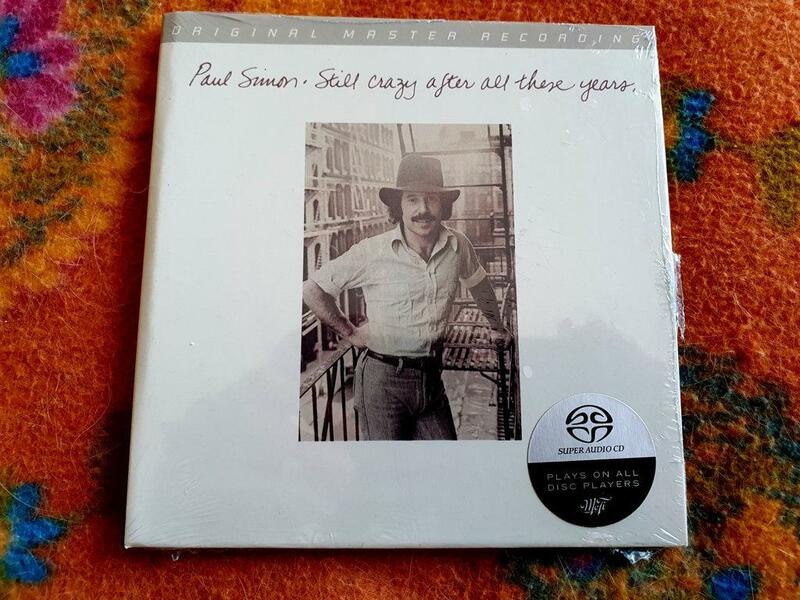 ORIGINAL MASTER RECORDING
Paul Simon. Still crazy after all these years.
SUPER AUDIO CD
PLAYS ON ALL
DISC PLAYERS
MoFi